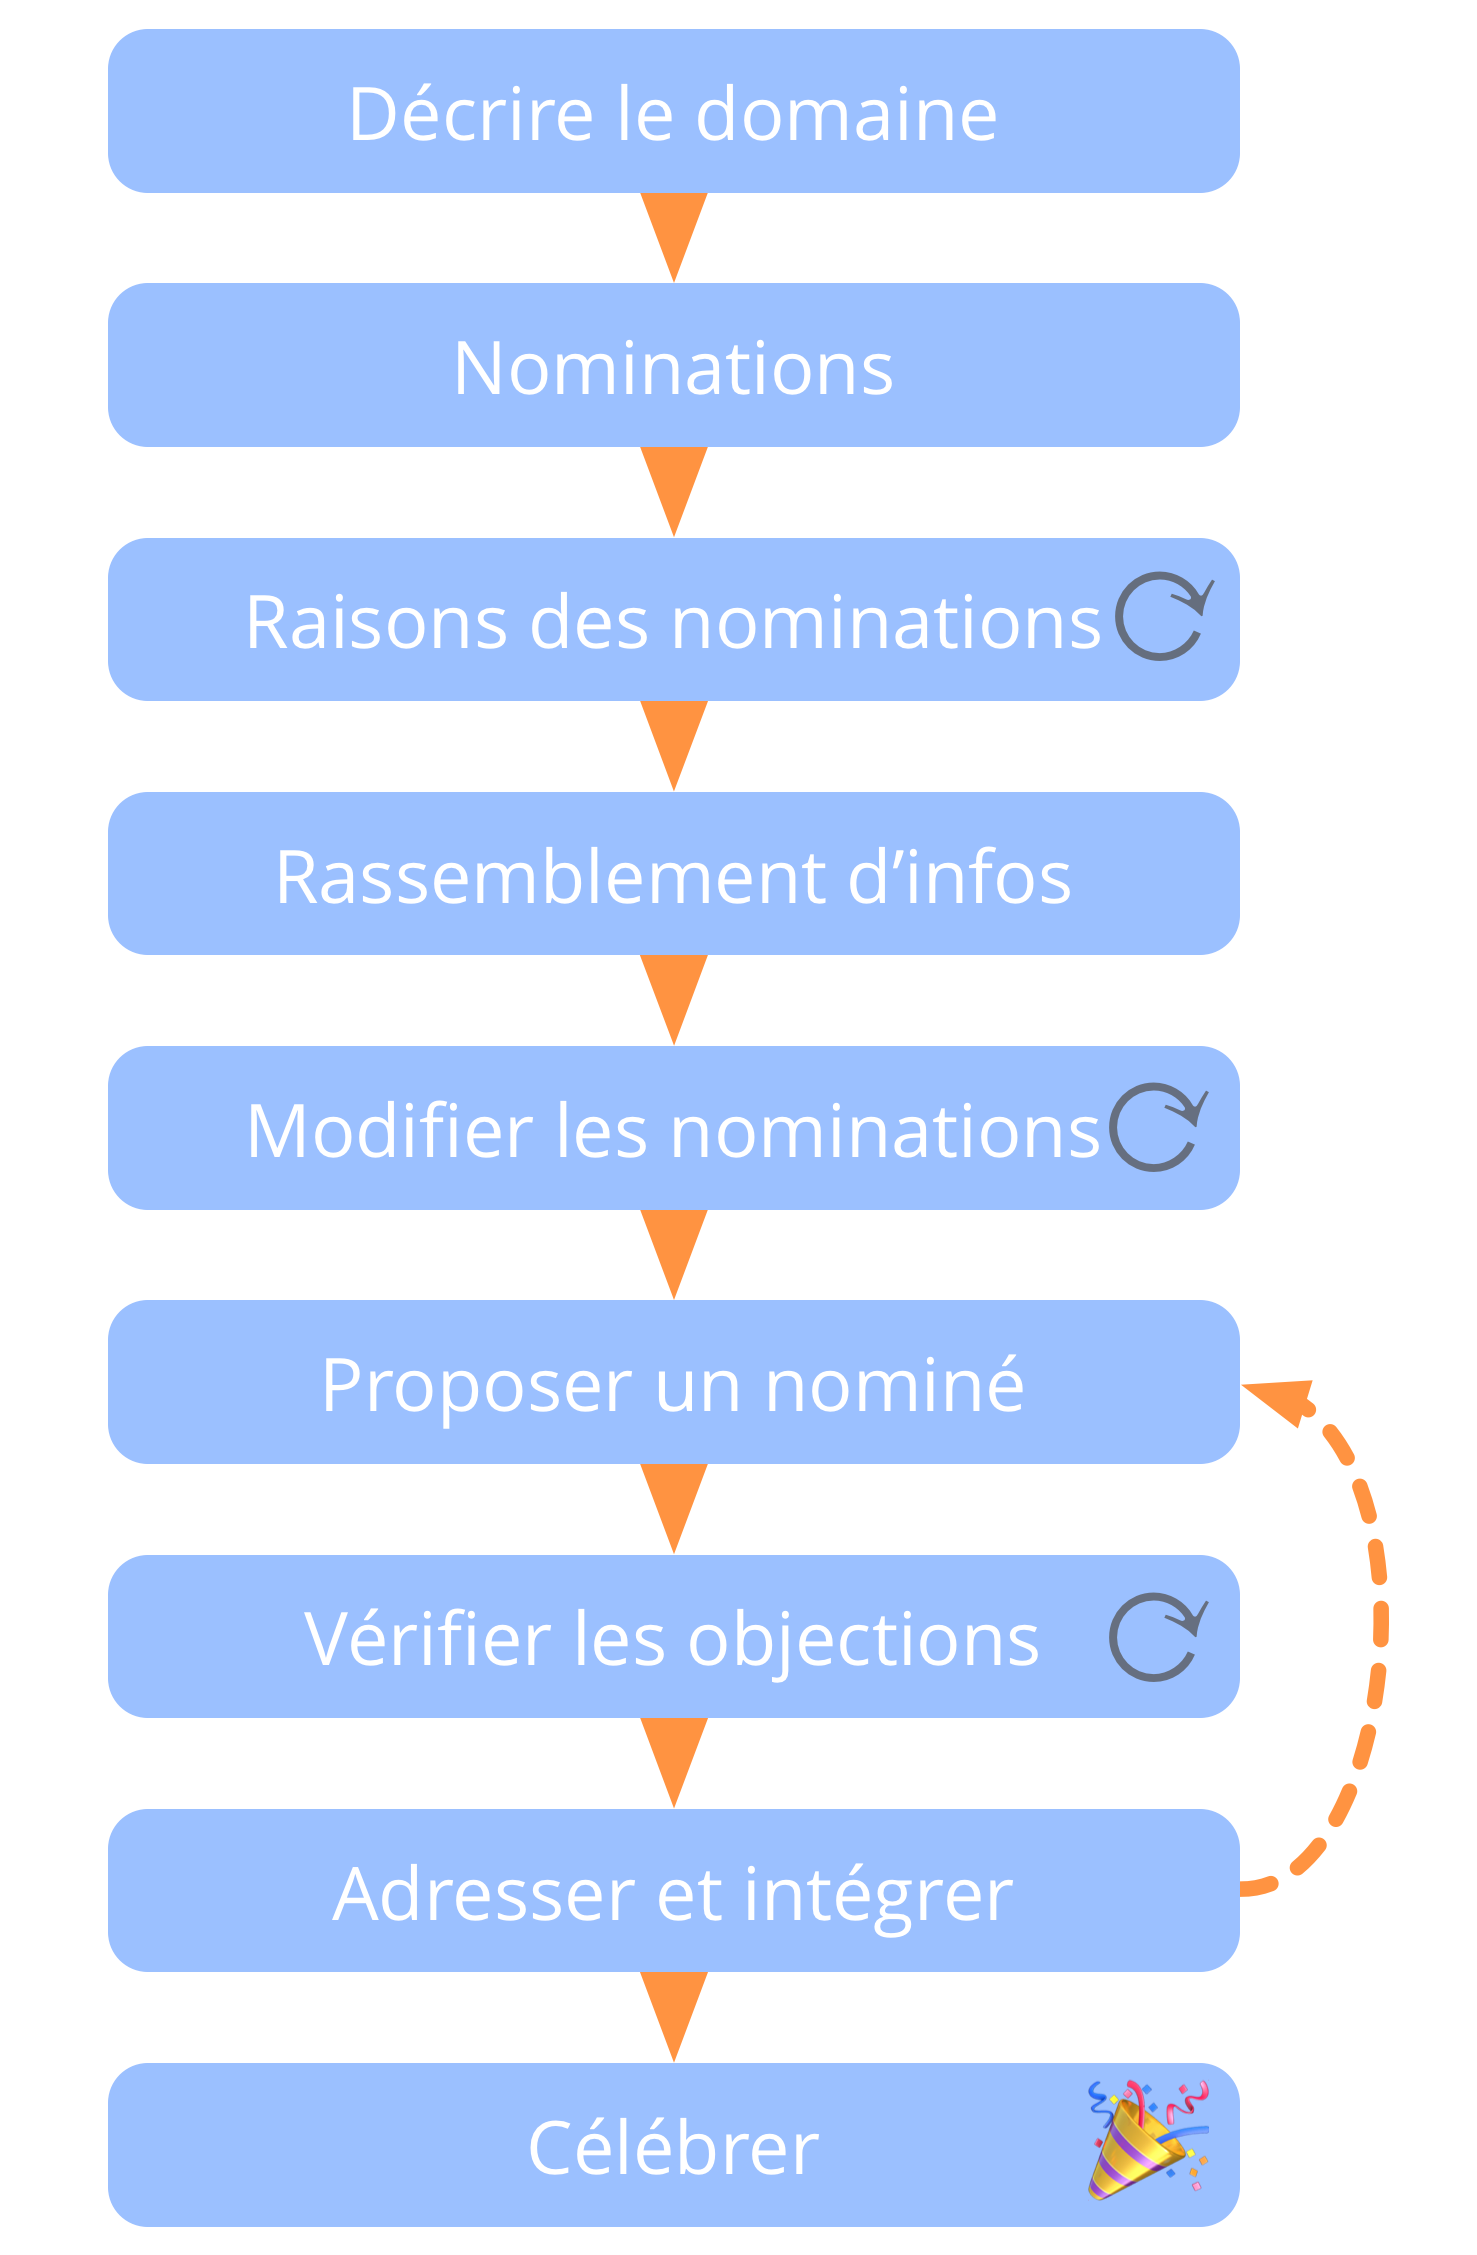 Décrire le domaine
Nominations
Raisons des nominations
Rassemblement d’infos
Modifier les nominations
Proposer un nominé
Vérifier les objections
Adresser et intégrer
Célébrer